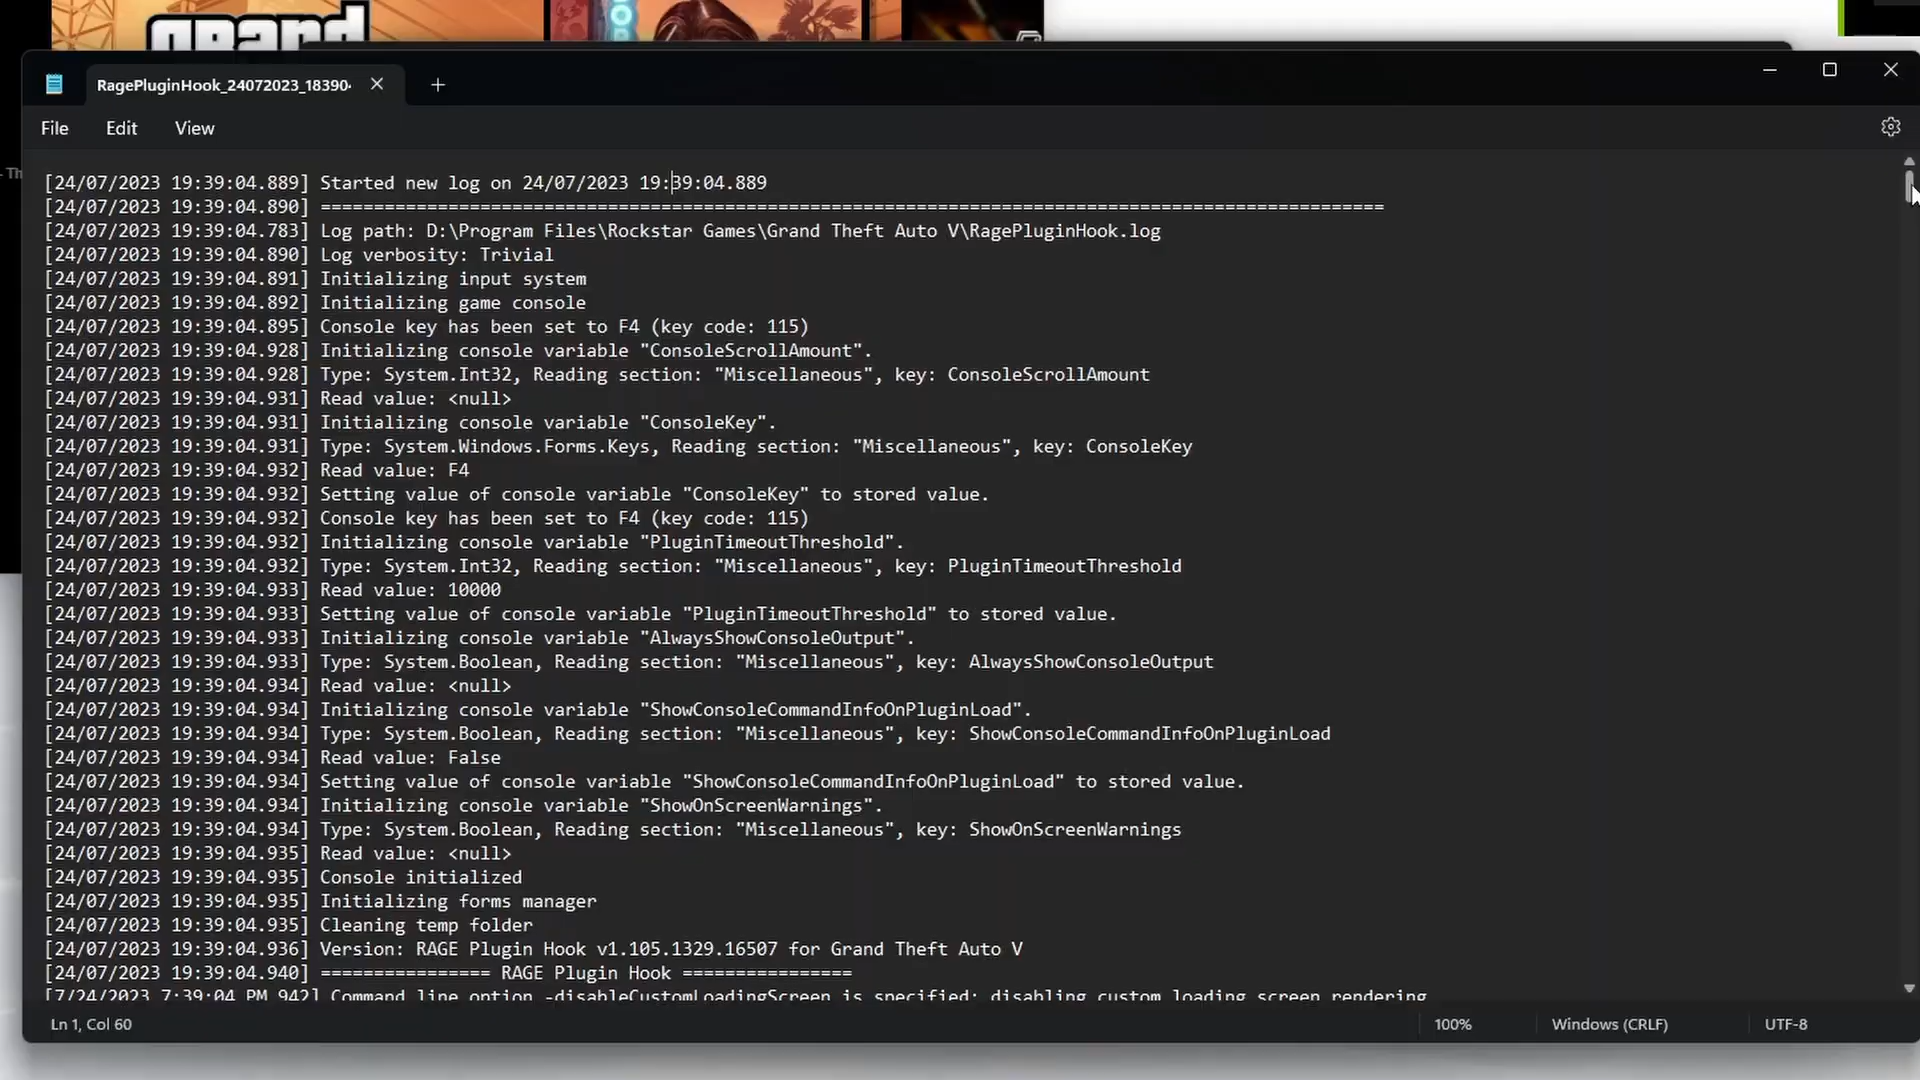 Grand
OP
RagePluginHook_24072023_18390
File Edit View
- Th
[24/07/2023 19:39:04.889] Started new log on 24/07/2023 19:39:04.889
[24/07/2023 19:39:04.890] ====================================================================================================
[24/07/2023 19:39:04.783] Log path: D:\Program Files\Rockstar Games\Grand Theft Auto V\RagePluginHook.log
[24/07/2023 19:39:04.890] Log verbosity: Trivial
[24/07/2023 19:39:04.891] Initializing input system
[24/07/2023 19:39:04.892] Initializing game console
[24/07/2023 19:39:04.895] Console key has been set to F4 (key code: 115)
[24/07/2023 19:39:04.928] Initializing console variable "ConsoleScrollAmount".
[24/07/2023 19:39:04.928] Type: System.Int32, Reading section: "Miscellaneous", key: ConsoleScrollAmount
[24/07/2023 19:39:04.931] Read value: <null>
[24/07/2023 19:39:04.931] Initializing console variable "ConsoleKey".
[24/07/2023 19:39:04.931] Type: System.Windows.Forms.Keys, Reading section: "Miscellaneous", key: ConsoleKey
[24/07/2023 19:39:04.932] Read value: F4
[24/07/2023 19:39:04.932] Setting value of console variable "ConsoleKey" to stored value.
[24/07/2023 19:39:04.932] Console key has been set to F4 (key code: 115)
[24/07/2023 19:39:04.932] Initializing console variable "PluginTimeoutThreshold".
[24/07/2023 19:39:04.932] Type: System.Int32, Reading section: "Miscellaneous", key: PluginTimeoutThreshold
[24/07/2023 19:39:04.933] Read value: 10000
[24/07/2023 19:39:04.933] Setting value of console variable "PluginTimeoutThreshold" to stored value.
[24/07/2023 19:39:04.933] Initializing console variable "AlwaysShowConsoleOutput".
[24/07/2023 19:39:04.933] Type: System.Boolean, Reading section: "Miscellaneous", key: AlwaysShowConsoleOutput
[24/07/2023 19:39:04.934] Read value: <null>
[24/07/2023 19:39:04.934] Initializing console variable "ShowConsoleCommandInfoOnPluginLoad".
[24/07/2023 19:39:04.934] Type: System.Boolean, Reading section: "Miscellaneous", key: ShowConsoleCommandInfoOnPluginLoad
[24/07/2023 19:39:04.934] Read value: False
[24/07/2023 19:39:04.934] Setting value of console variable "ShowConsoleCommandInfoOnPluginLoad" to stored value.
[24/07/2023 19:39:04.934] Initializing console variable "ShowOnScreenWarnings".
[24/07/2023 19:39:04.934] Type: System.Boolean, Reading section: "Miscellaneous", key: ShowOnScreenWarnings
[24/07/2023 19:39:04.935] Read value: <null>
[24/07/2023 19:39:04.935] Console initialized
[24/07/2023 19:39:04.935] Initializing forms manager
[24/07/2023 19:39:04.935] Cleaning temp folder
[24/07/2023 19:39:04.936] Version: RAGE Plugin Hook v1.105.1329.16507 for Grand Theft Auto V
[24/07/2023 19:39:04.940] ================ RAGE Plugin Hook ================
[7/24/2023 7:39:04 PM.942] Command line option -disableCustomLoadingScreen is specified; disabling custom loading screen rendering
Ln 1, Col 60
100%
Windows (CRLF)
UTF-8